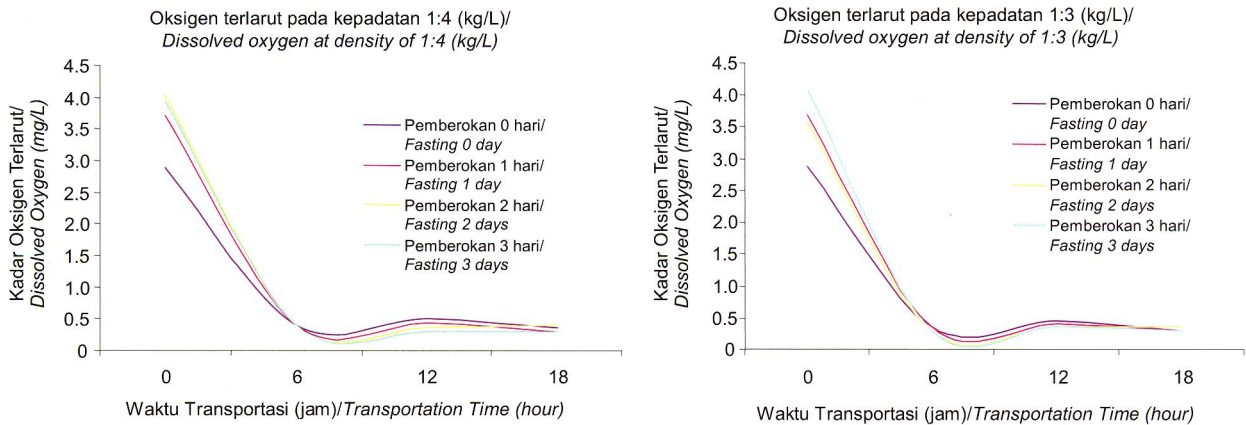 Oksigen terlarut pada kepadatan 1:4 (kg/L)/
Dissolved oxygen at density of 1:4 (kg/L)
Kadar Oksigen Terlarut/
Dissolved Oxygen (mg/L)
4.5
4.0
3.5
3.0
2.5
2.0
1.5
1.0
0.5
0
Pemberokan 0 hari/
Fasting 0 day
Pemberokan 1 hari/
Fasting 1 day
Pemberokan 2 hari/
Fasting 2 days
Pemberokan 3 hari/
Fasting 3 days
0 6 12 18
Waktu Transportasi (jam)/Transportation Time (hour)
Oksigen terlarut pada kepadatan 1:3 (kg/L)/
Dissolved oxygen at density of 1:3 (kg/L)
Kadar Oksigen Terlarut/
Dissolved Oxygen (mg/L)
4.5
4.0
3.5
3.0
2.5
2.0
1.5
1.0
0.5
0
Pemberokan 0 hari/
Fasting 0 day
Pemberokan 1 hari/
Fasting 1 day
Pemberokan 2 hari/
Fasting 2 days
Pemberokan 3 hari/
Fasting 3 days
0 6 12 18
Waktu Transportasi (jam)/Transportation Time (hour)